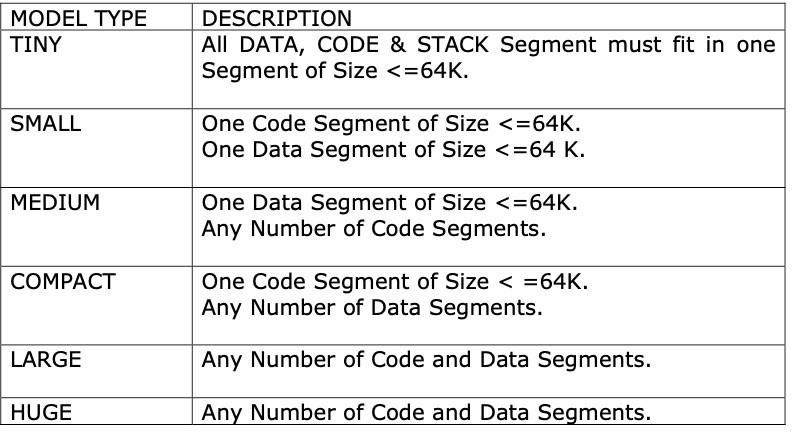 MODEL TYPE DESCRIPTION
TINY All DATA, CODE & STACK Segment must fit in one
Segment of Size <=64K.
SMALL One Code Segment of Size <=64K.
One Data Segment of Size <=64 K.
MEDIUM One Data Segment of Size <=64K.
Any Number of Code Segments.
COMPACT One Code Segment of Size < =64K.
Any Number of Data Segments.
LARGE Any Number of Code and Data Segments.
HUGE Any Number of Code and Data Segments.